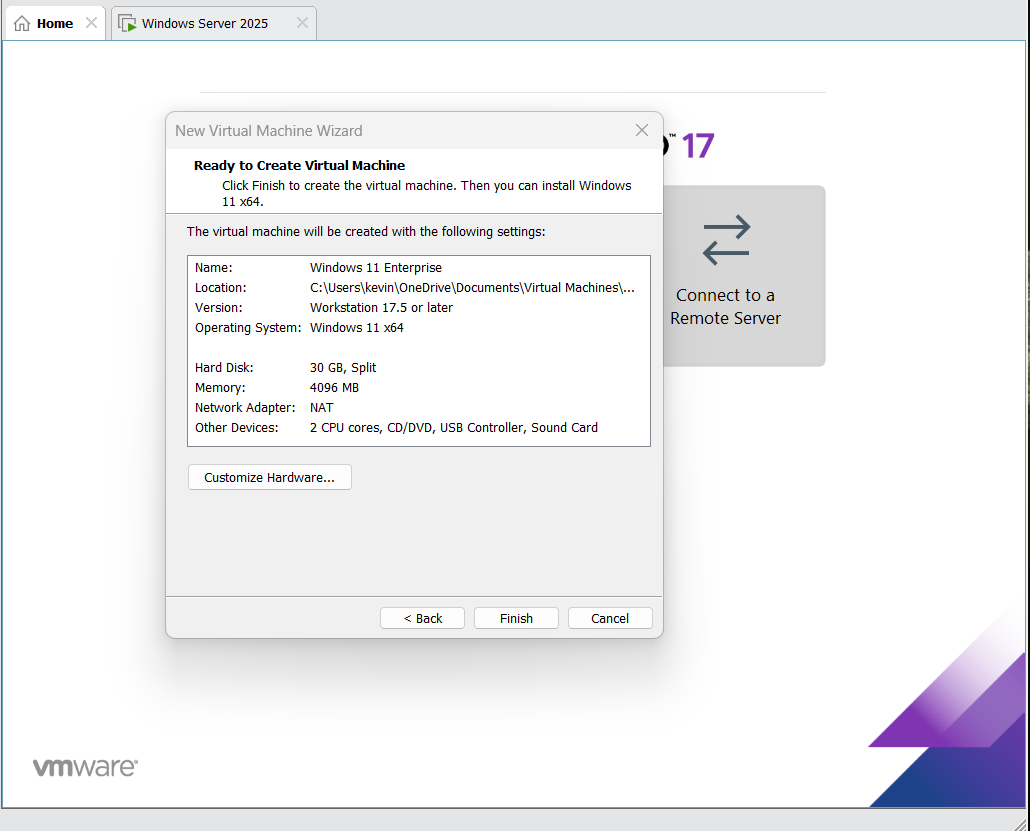 Home
Windows Server 2025
™ 17
New Virtual Machine Wizard
Ready to Create Virtual Machine
Click Finish to create the virtual machine. Then you can install Windows
11 x64.
The virtual machine will be created with the following settings:
Name: Windows 11 Enterprise
Location: C:\Users\kevin\OneDrive\Documents\Virtual Machines\...
Version: Workstation 17.5 or later
Operating System: Windows 11 x64
Hard Disk: 30 GB, Split
Memory: 4096 MB
Network Adapter: NAT
Other Devices: 2 CPU cores, CD/DVD, USB Controller, Sound Card
Customize Hardware...
< Back
Finish
Cancel
Connect to a
Remote Server
vmware®